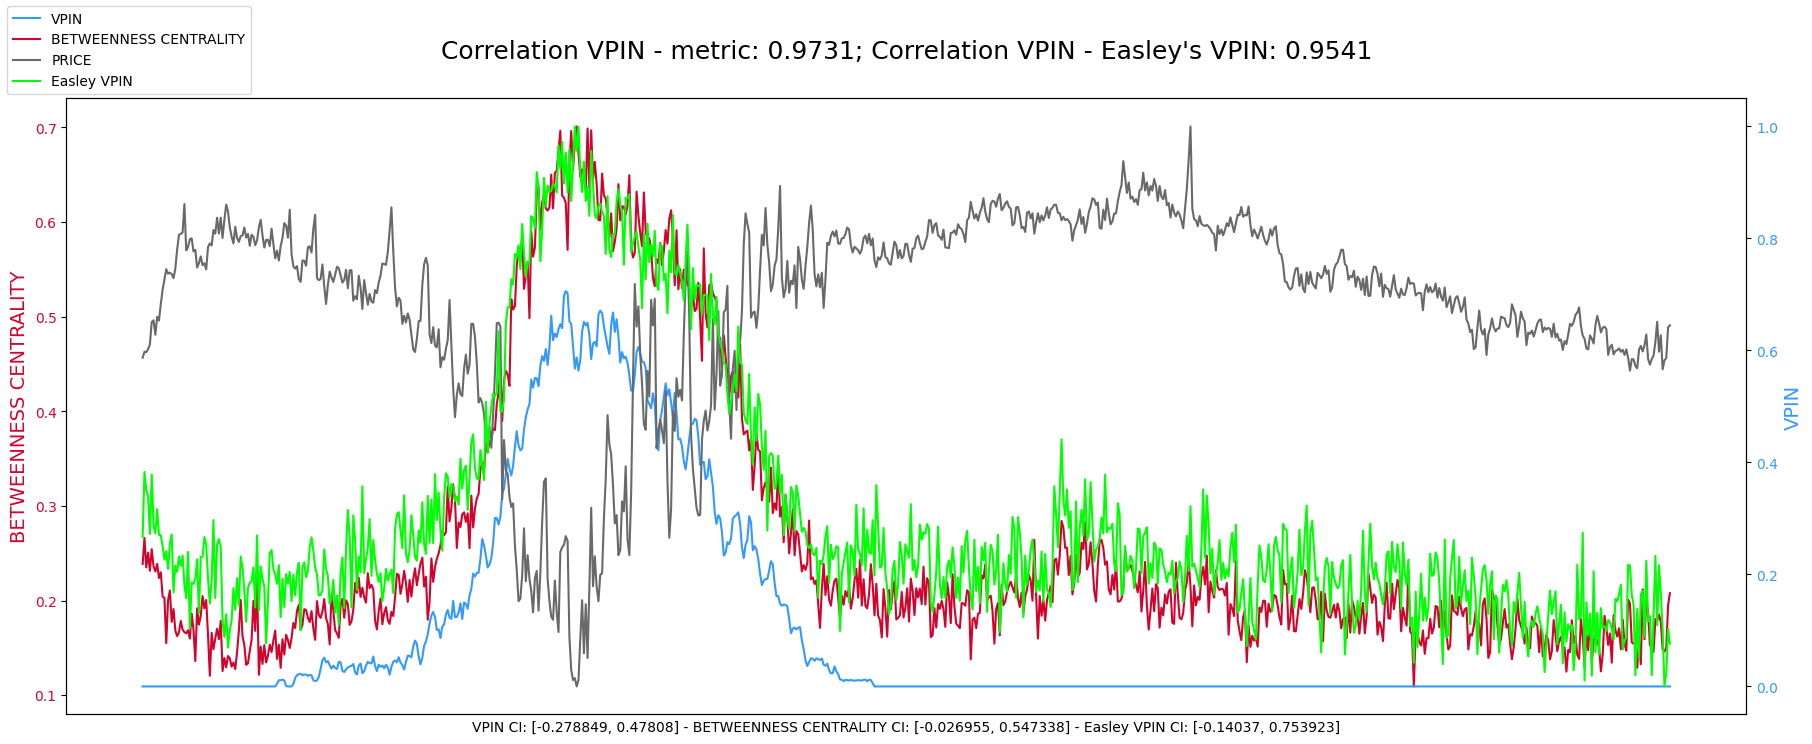 VPIN
BETWEENNESS CENTRALITY
PRICE
Easley VPIN
Correlation VPIN - metric: 0.9731; Correlation VPIN - Easley's VPIN: 0.9541
BETWEENNESS CENTRALITY
0.7
0.6
0.5
0.4
0.3
0.2
0.1
1.0
0.8
0.6
0.4
0.2
0.0
VPIN
VPIN CI: [-0.278849, 0.47808] - BETWEENNESS CENTRALITY CI: [-0.026955, 0.547338] - Easley VPIN CI: [-0.14037, 0.753923]